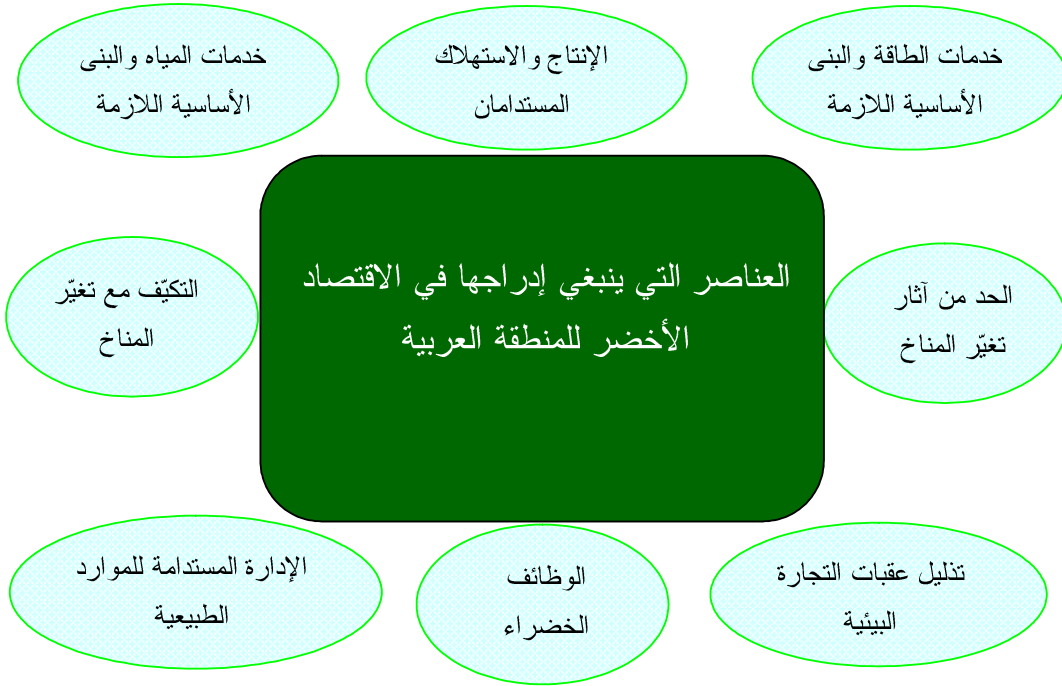 خدمات الطاقة والبنى
الأساسية اللازمة
الإنتاج والاستهلاك
المستدامان
خدمات المياه والبنى
الأساسية اللازمة
الحد من آثار
تغيّر المناخ
العناصر التي ينبغي إدراجها في الاقتصاد
الأخضر للمنطقة العربية
التكيّف مع تغيّر
المناخ
تذليل عقبات التجارة
البيئية
الوظائف
الخضراء
الإدارة المستدامة للموارد
الطبيعية